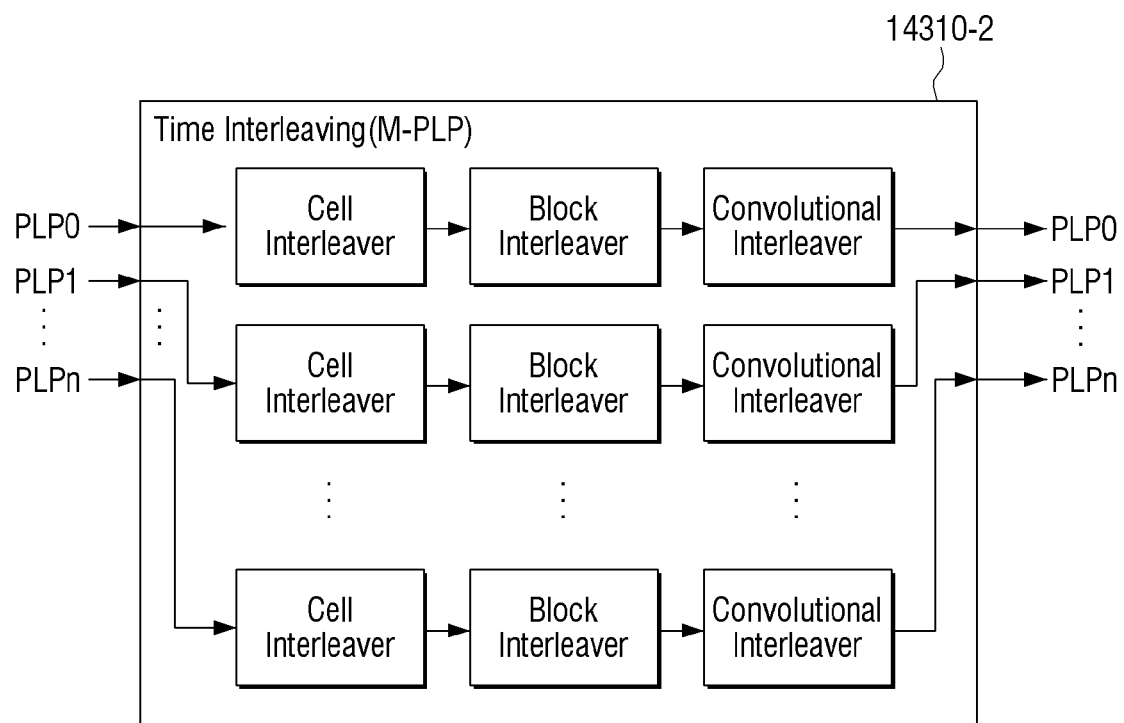 14310-2
Time Interleaving(M-PLP)
PLP0
Cell
Interleaver
Block
Interleaver
Convolutional
Interleaver
PLP0
PLP1
PLP1
Cell
Interleaver
Block
Interleaver
Convolutional
Interleaver
PLPn
PLPn
Cell
Interleaver
Block
Interleaver
Convolutional
Interleaver